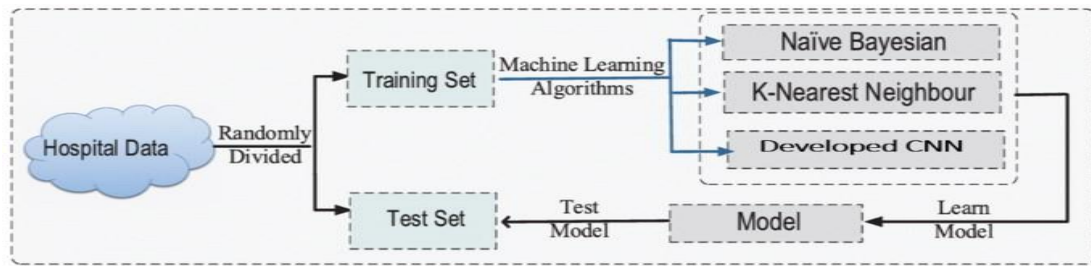 Hospital Data
Randomly
Divided
Training Set
Machine Learning
Algorithms
Naïve Bayesian
K-Nearest Neighbour
Developed CNN
Test Set
Test
Model
Model
Learn
Model